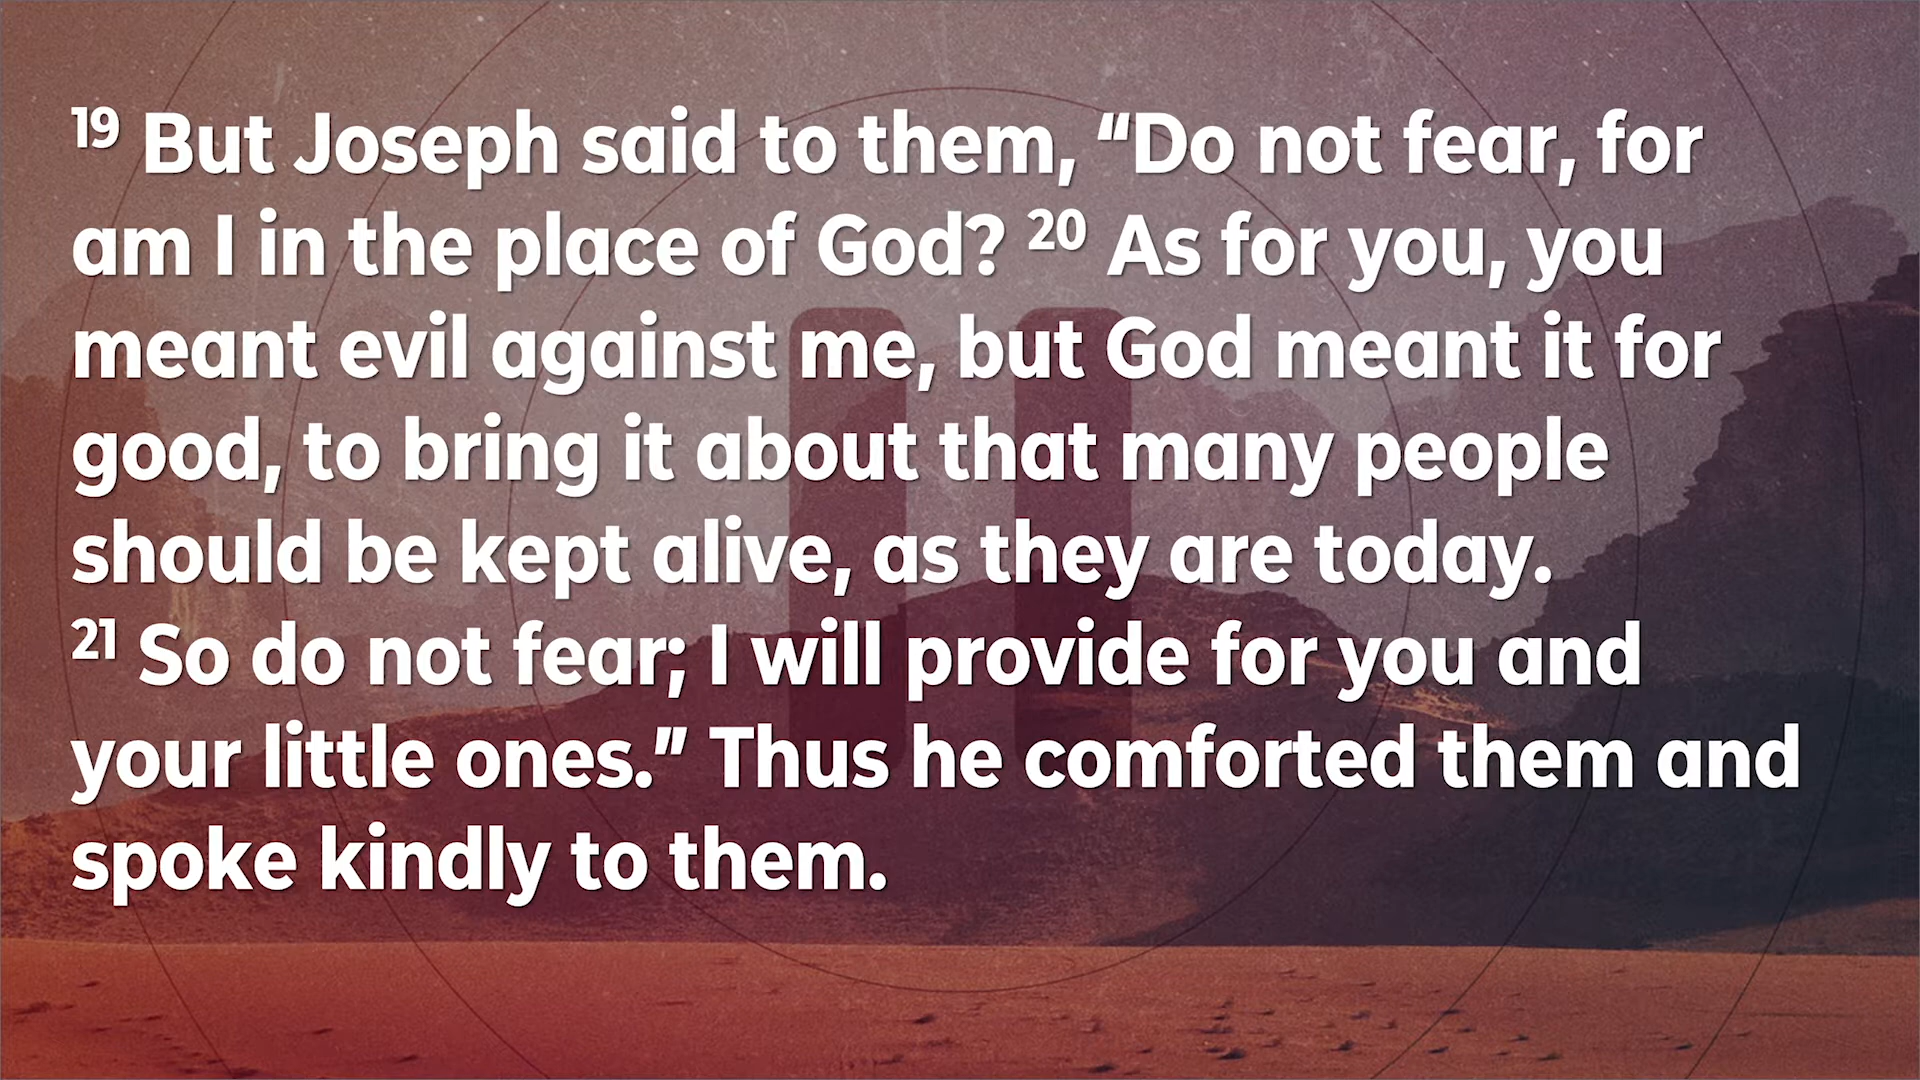 19 But Joseph said to them, “Do not fear, for
am I in the place of God? 20 As for you, you
meant evil against me, but God meant it for
good, to bring it about that many people
should be kept alive, as they are today.
21 So do not fear; I will provide for you and
your little ones.” Thus he comforted them and
spoke kindly to them.